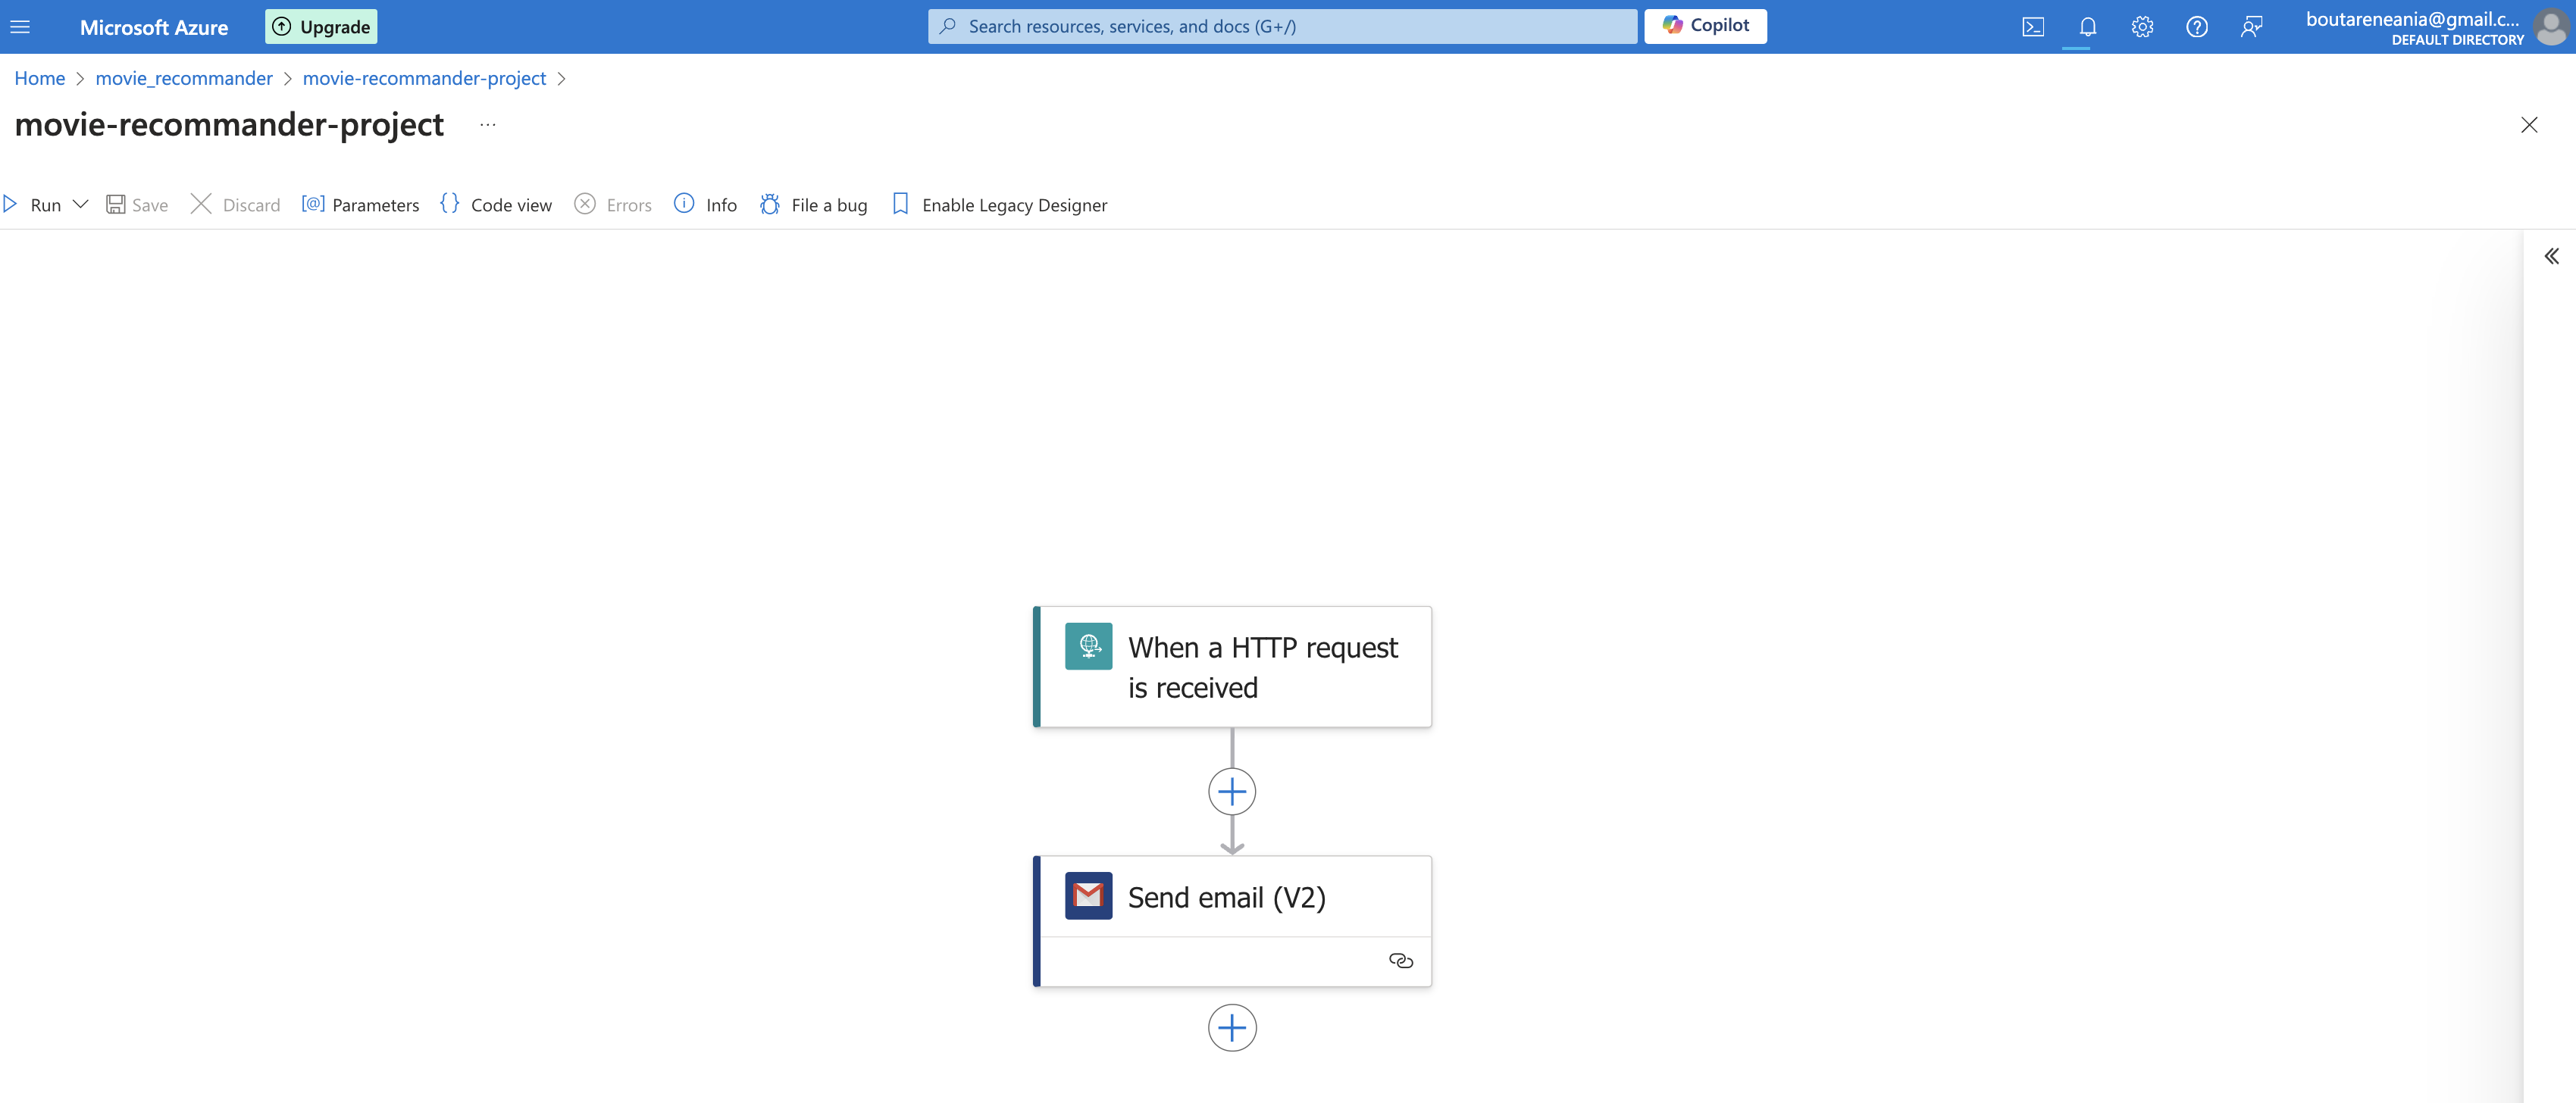 Microsoft Azure
Upgrade
Search resources, services, and docs (G+/)
Copilot
boutareneania@gmail.c...
DEFAULT DIRECTORY
Home > movie_recommander > movie-recommander-project >
movie-recommander-project ...
Run
Save
Discard
[@] Parameters
{} Code view
Errors
Info
File a bug
Enable Legacy Designer
When a HTTP request
is received
Send email (V2)